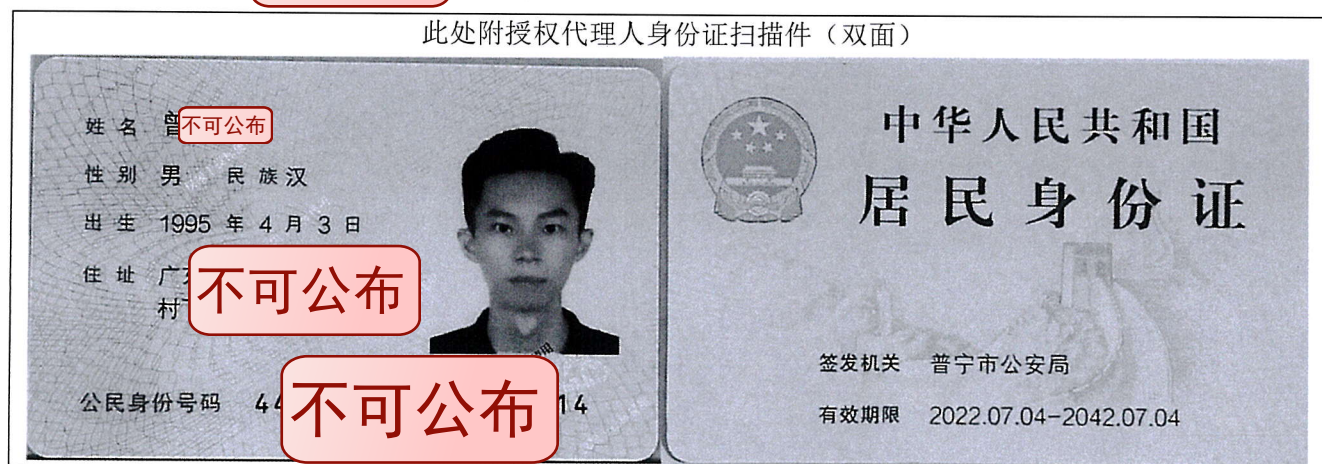 此处附授权代理人身份证扫描件（双面）
姓名 曾 不可公布
性别 男 民族 汉
出生 1995 年 4 月 3 日
住址 广 不可公布
村
公民身份号码 44 不可公布 14
中华人民共和国
居民身份证
签发机关 普宁市公安局
有效期限 2022.07.04-2042.07.04